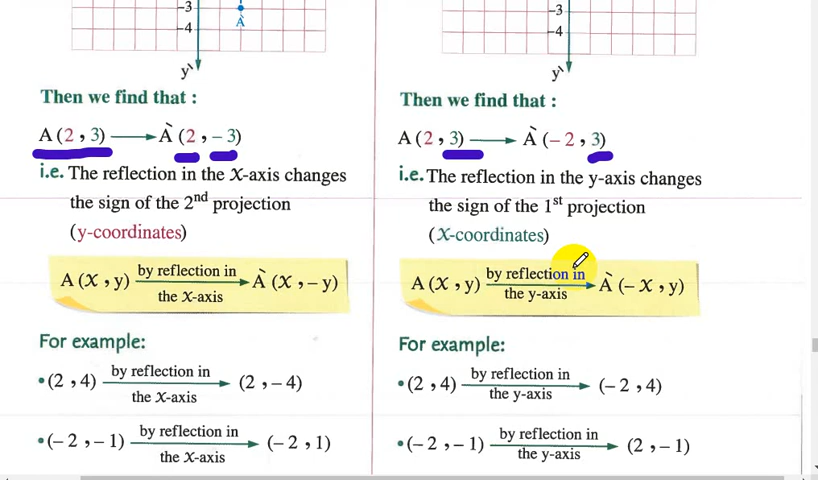 -3
-4
À
y`
Then we find that :
A (2 , 3) → À (2 , - 3)
i.e. The reflection in the X-axis changes
the sign of the 2nd projection
(y-coordinates)
A (X , y) by reflection in the X-axis → À (X , - y)
For example:
• (2 , 4) by reflection in the X-axis → (2 , - 4)
• (- 2 , - 1) by reflection in the X-axis → (- 2 , 1)
-3
-4
y`
Then we find that :
A (2 , 3) → À (- 2 , 3)
i.e. The reflection in the y-axis changes
the sign of the 1st projection
(X-coordinates)
A (X , y) by reflection in the y-axis → À (- X , y)
For example:
• (2 , 4) by reflection in the y-axis → (- 2 , 4)
• (- 2 , - 1) by reflection in the y-axis → (2 , - 1)